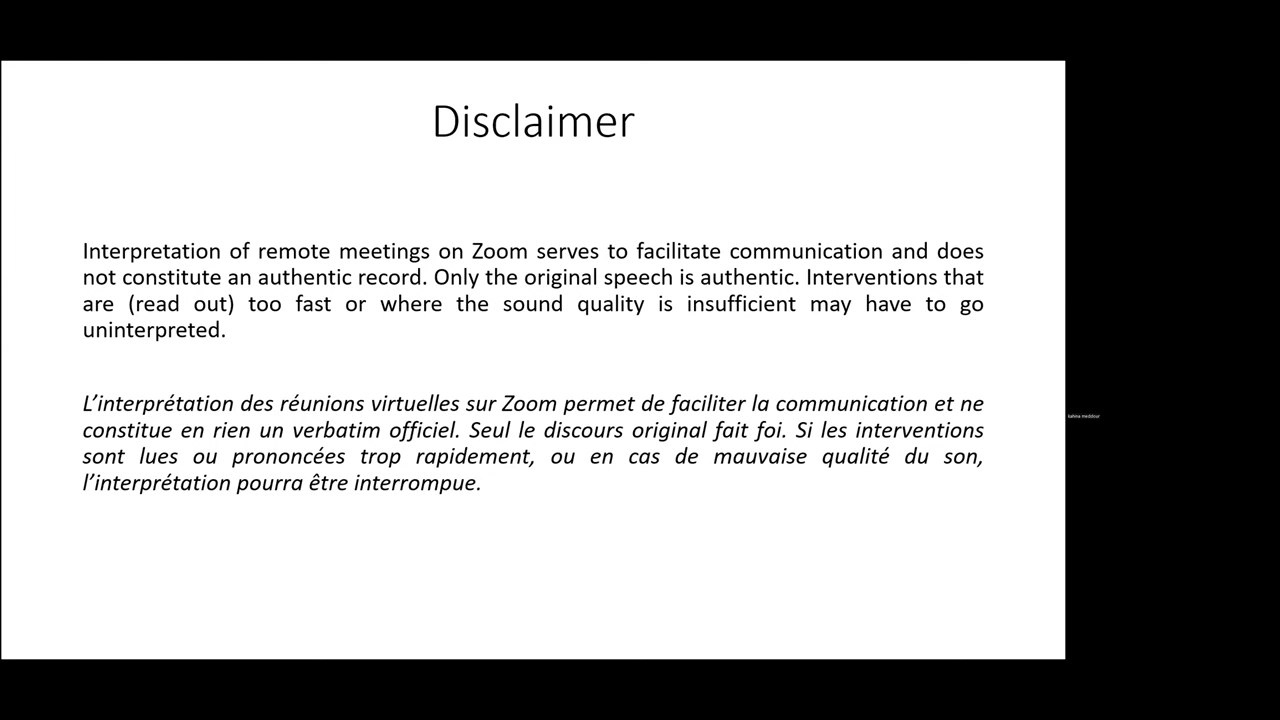 Disclaimer
Interpretation of remote meetings on Zoom serves to facilitate communication and does
not constitute an authentic record. Only the original speech is authentic. Interventions that
are (read out) too fast or where the sound quality is insufficient may have to go
uninterpreted.
L’interprétation des réunions virtuelles sur Zoom permet de faciliter la communication et ne
constitue en rien un verbatim officiel. Seul le discours original fait foi. Si les interventions
sont lues ou prononcées trop rapidement, ou en cas de mauvaise qualité du son,
l’interprétation pourra être interrompue.
kahina meddour